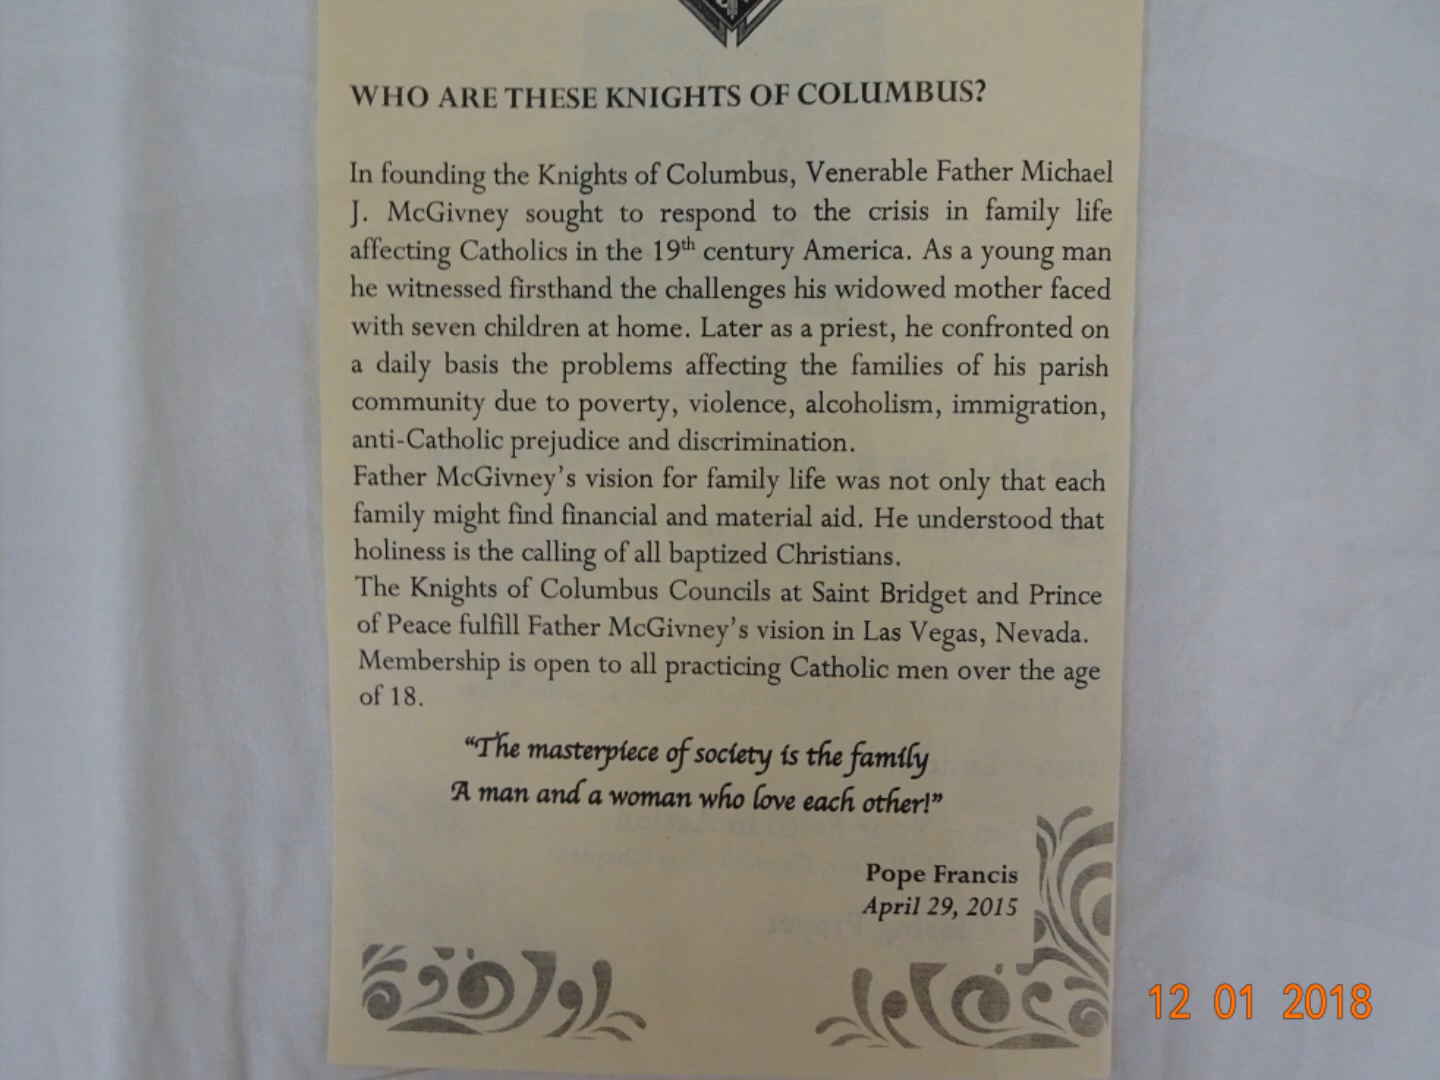 WHO ARE THESE KNIGHTS OF COLUMBUS?
In founding the Knights of Columbus, Venerable Father Michael
J. McGivney sought to respond to the crisis in family life
affecting Catholics in the 19th century America. As a young man
he witnessed firsthand the challenges his widowed mother faced
with seven children at home. Later as a priest, he confronted on
a daily basis the problems affecting the families of his parish
community due to poverty, violence, alcoholism, immigration,
anti-Catholic prejudice and discrimination.
Father McGivney's vision for family life was not only that each
family might find financial and material aid. He understood that
holiness is the calling of all baptized Christians.
The Knights of Columbus Councils at Saint Bridget and Prince
of Peace fulfill Father McGivney's vision in Las Vegas, Nevada.
Membership is open to all practicing Catholic men over the age
of 18.
“The masterpiece of society is the family
A man and a woman who love each other!”
Pope Francis
April 29, 2015
12 01 2018